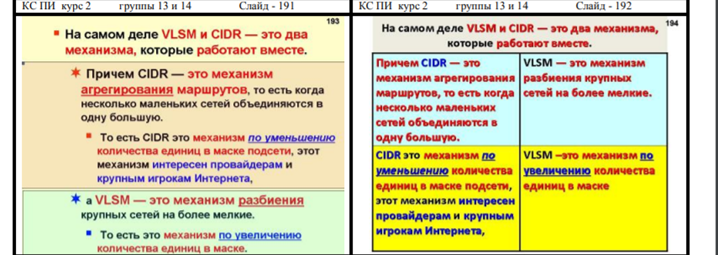 КС ПИ курс 2 группы 13 и 14 Слайд - 191
193
На самом деле VLSM и CIDR — это два
механизма, которые работают вместе.
Причем CIDR — это механизм
агрегирования маршрутов, то есть когда
несколько маленьких сетей объединяются в
одну большую.
То есть CIDR это механизм по уменьшению
количества единиц в маске подсети, этот
механизм интересен провайдерам и
крупным игрокам Интернета,
а VLSM — это механизм разбиения
крупных сетей на более мелкие.
То есть это механизм по увеличению
количества единиц в маске.
КС ПИ курс 2 группы 13 и 14 Слайд - 192
194
На самом деле VLSM и CIDR — это два механизма,
которые работают вместе.
Причем CIDR — это
механизм агрегирования
маршрутов, то есть когда
несколько маленьких
сетей объединяются в
одну большую.
VLSM — это механизм
разбиения крупных
сетей на более мелкие.
CIDR это механизм по
уменьшению количества
единиц в маске подсети,
этот механизм интересен
провайдерам и крупным
игрокам Интернета,
VLSM –это механизм по
увеличению количества
единиц в маске